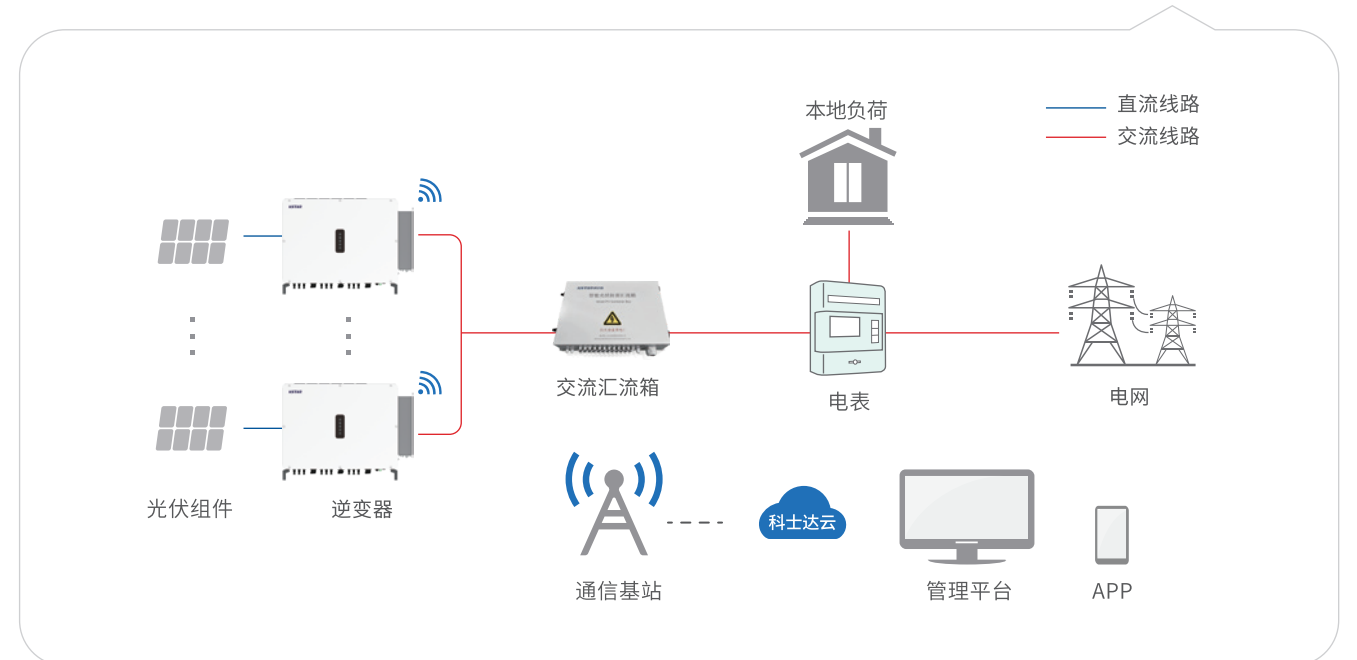 本地负荷
直流线路
交流线路
交流汇流箱
电表
电网
光伏组件
逆变器
科士达云
通信基站
管理平台
APP